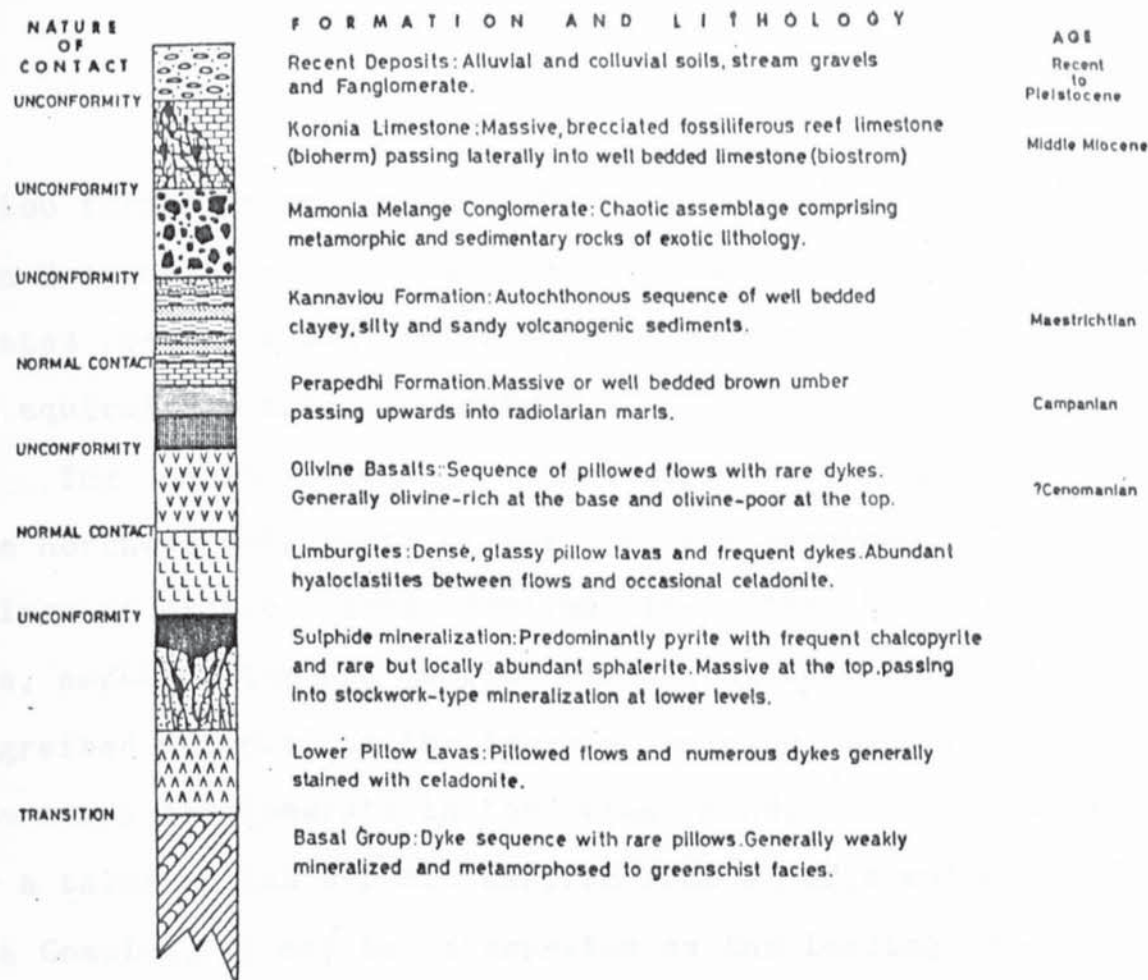 NATURE
OF
CONTACT
FORMATION AND LITHOLOGY
AGE
Recent Deposits: Alluvial and colluvial soils, stream gravels
and Fanglomerate.
Recent
to
Pleistocene
UNCONFORMITY
Koronia Limestone: Massive, brecciated fossiliferous reef limestone
(bioherm) passing laterally into well bedded limestone (biostrom)
Middle Miocene
UNCONFORMITY
Mamonia Melange Conglomerate: Chaotic assemblage comprising
metamorphic and sedimentary rocks of exotic lithology.
UNCONFORMITY
Kannaviou Formation: Autochthonous sequence of well bedded
clayey, silty and sandy volcanogenic sediments.
Maestrichtian
NORMAL CONTACT
Perapedhi Formation. Massive or well bedded brown umber
passing upwards into radiolarian marls.
Campanian
UNCONFORMITY
Olivine Basalts: Sequence of pillowed flows with rare dykes.
Generally olivine-rich at the base and olivine-poor at the top.
?Cenomanian
NORMAL CONTACT
Limburgites: Dense, glassy pillow lavas and frequent dykes. Abundant
hyaloclastites between flows and occasional celadonite.
UNCONFORMITY
Sulphide mineralization: Predominantly pyrite with frequent chalcopyrite
and rare but locally abundant sphalerite. Massive at the top, passing
into stockwork-type mineralization at lower levels.
Lower Pillow Lavas: Pillowed flows and numerous dykes generally
stained with celadonite.
TRANSITION
Basal Group: Dyke sequence with rare pillows. Generally weakly
mineralized and metamorphosed to greenschist facies.